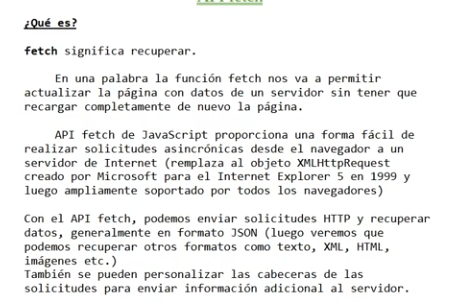 API fetch
¿Qué es?
fetch significa recuperar.
En una palabra la función fetch nos va a permitir
actualizar la página con datos de un servidor sin tener que
recargar completamente de nuevo la página.
API fetch de JavaScript proporciona una forma fácil de
realizar solicitudes asincrónicas desde el navegador a un
servidor de Internet (remplaza al objeto XMLHttpRequest
creado por Microsoft para el Internet Explorer 5 en 1999 y
luego ampliamente soportado por todos los navegadores)
Con el API fetch, podemos enviar solicitudes HTTP y recuperar
datos, generalmente en formato JSON (luego veremos que
podemos recuperar otros formatos como texto, XML, HTML,
imágenes etc.)
También se pueden personalizar las cabeceras de las
solicitudes para enviar información adicional al servidor.